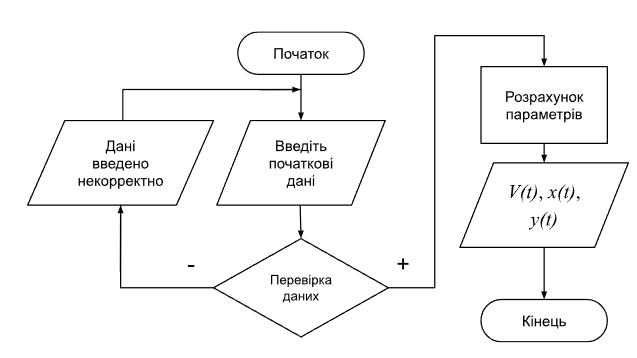 Початок
Дані
введено
некорректно
Введіть
початкові
дані
-
Перевірка
даних
+
Розрахунок
параметрів
V(t), x(t),
y(t)
Кінець